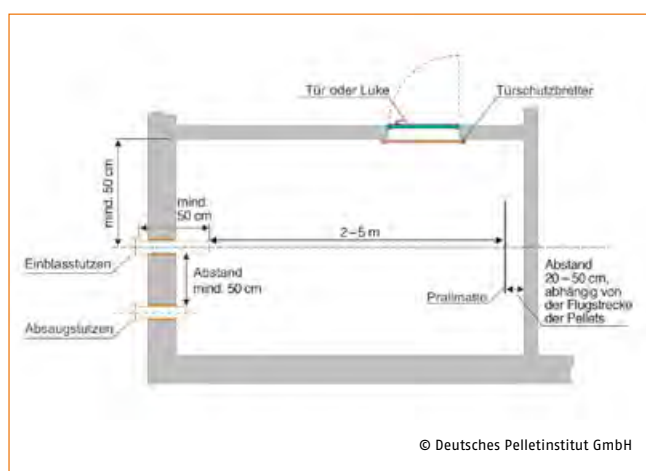 Tür oder Luke
Türschutzbretter
mind. 50 cm
mind.
50 cm
2–5 m
Einblasstutzen
Abstand
mind. 50 cm
Abstand
20–50 cm,
abhängig von
der Flugstrecke
der Pellets
Prallmatte
Absaugstutzen
© Deutsches Pelletinstitut GmbH